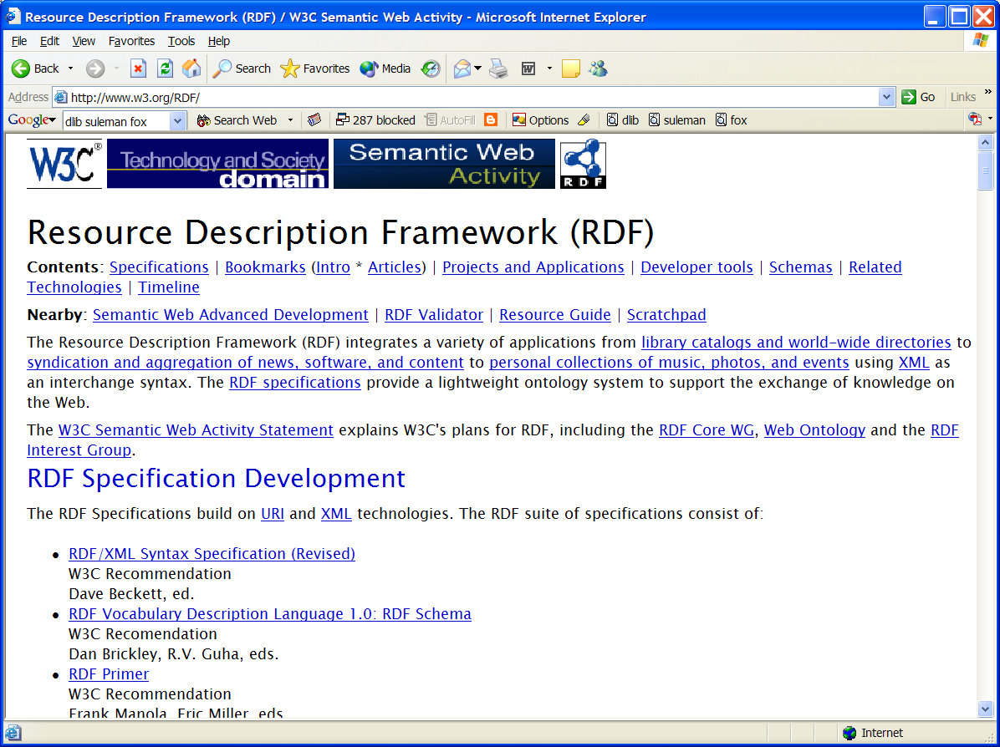 Resource Description Framework (RDF) / W3C Semantic Web Activity - Microsoft Internet Explorer
File Edit View Favorites Tools Help
Back Search Favorites Media
Address http://www.w3.org/RDF/ Go Links »
Google dlib suleman fox Search Web 287 blocked AutoFill Options dlib suleman fox
W3C® Technology and Society domain Semantic Web Activity RDF
Resource Description Framework (RDF)
Contents: Specifications | Bookmarks (Intro * Articles) | Projects and Applications | Developer tools | Schemas | Related
Technologies | Timeline
Nearby: Semantic Web Advanced Development | RDF Validator | Resource Guide | Scratchpad
The Resource Description Framework (RDF) integrates a variety of applications from library catalogs and world-wide directories to
syndication and aggregation of news, software, and content to personal collections of music, photos, and events using XML as
an interchange syntax. The RDF specifications provide a lightweight ontology system to support the exchange of knowledge on
the Web.
The W3C Semantic Web Activity Statement explains W3C's plans for RDF, including the RDF Core WG, Web Ontology and the RDF
Interest Group.
RDF Specification Development
The RDF Specifications build on URI and XML technologies. The RDF suite of specifications consist of:
• RDF/XML Syntax Specification (Revised)
W3C Recommendation
Dave Beckett, ed.
• RDF Vocabulary Description Language 1.0: RDF Schema
W3C Recomendation
Dan Brickley, R.V. Guha, eds.
• RDF Primer
W3C Recommendation
Frank Manola, Eric Miller, eds
Internet